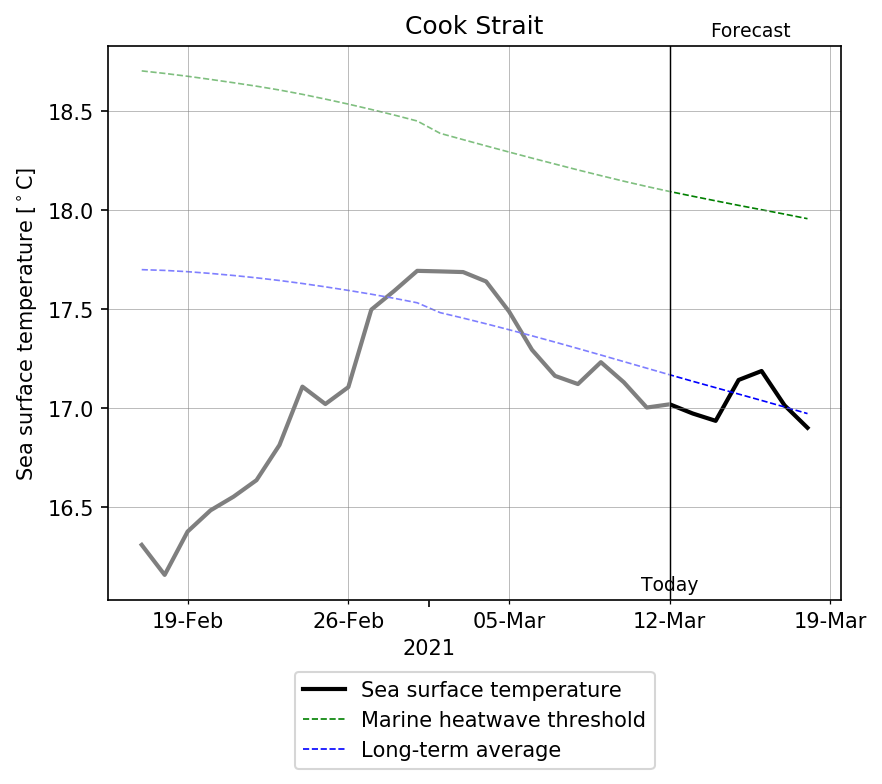 Cook Strait
Forecast
Sea surface temperature [°C]
18.5
18.0
17.5
17.0
16.5
Today
19-Feb 26-Feb 05-Mar 12-Mar 19-Mar
2021
Sea surface temperature
Marine heatwave threshold
Long-term average